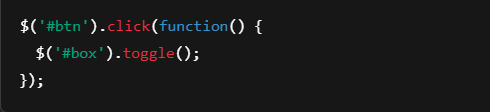 $('#btn').click(function() {
  $('#box').toggle();
});